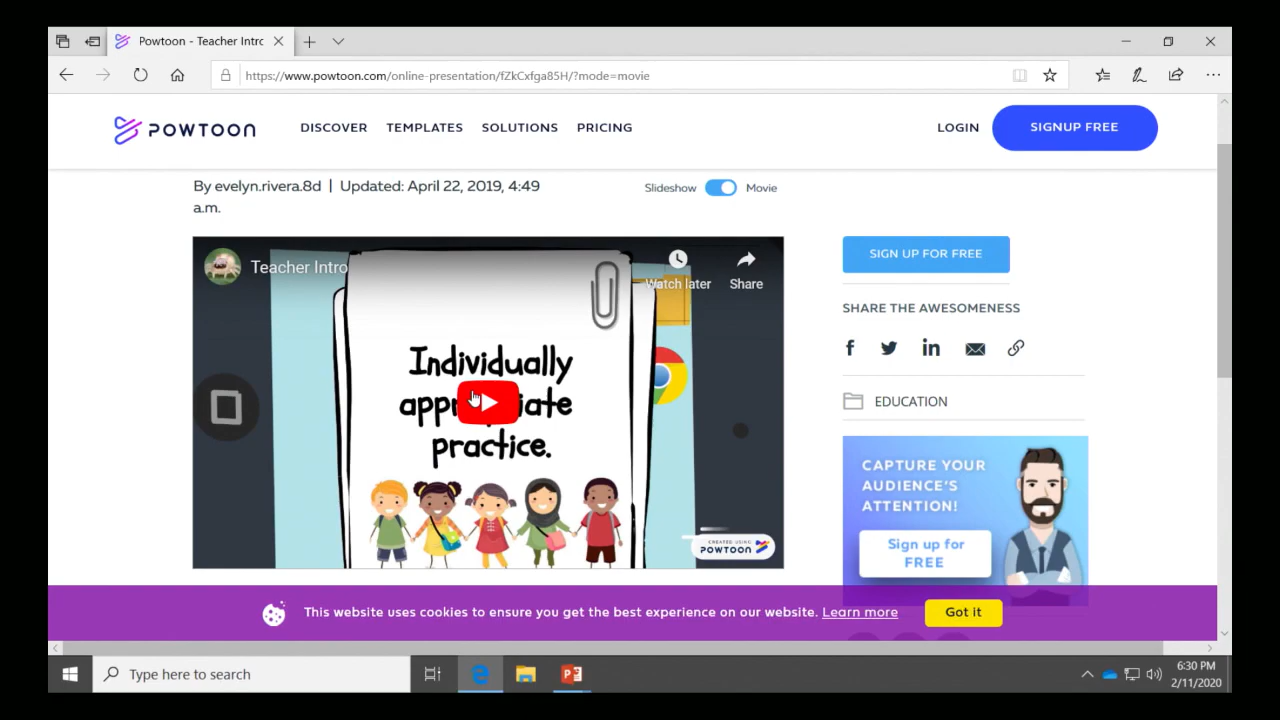 Powtoon - Teacher Intro
https://www.powtoon.com/online-presentation/fZkCxfga85H/?mode=movie
POWTOON
DISCOVER TEMPLATES SOLUTIONS PRICING
LOGIN
SIGNUP FREE
By evelyn.rivera.8d | Updated: April 22, 2019, 4:49
a.m.
Slideshow Movie
Teacher Intro
Watch later
Share
Individually
practice.
CREATED USING
POWTOON
SIGN UP FOR FREE
SHARE THE AWESOMENESS
EDUCATION
CAPTURE YOUR
AUDIENCE'S
ATTENTION!
Sign up for
FREE
This website uses cookies to ensure you get the best experience on our website. Learn more
Got it
Type here to search
6:30 PM
2/11/2020